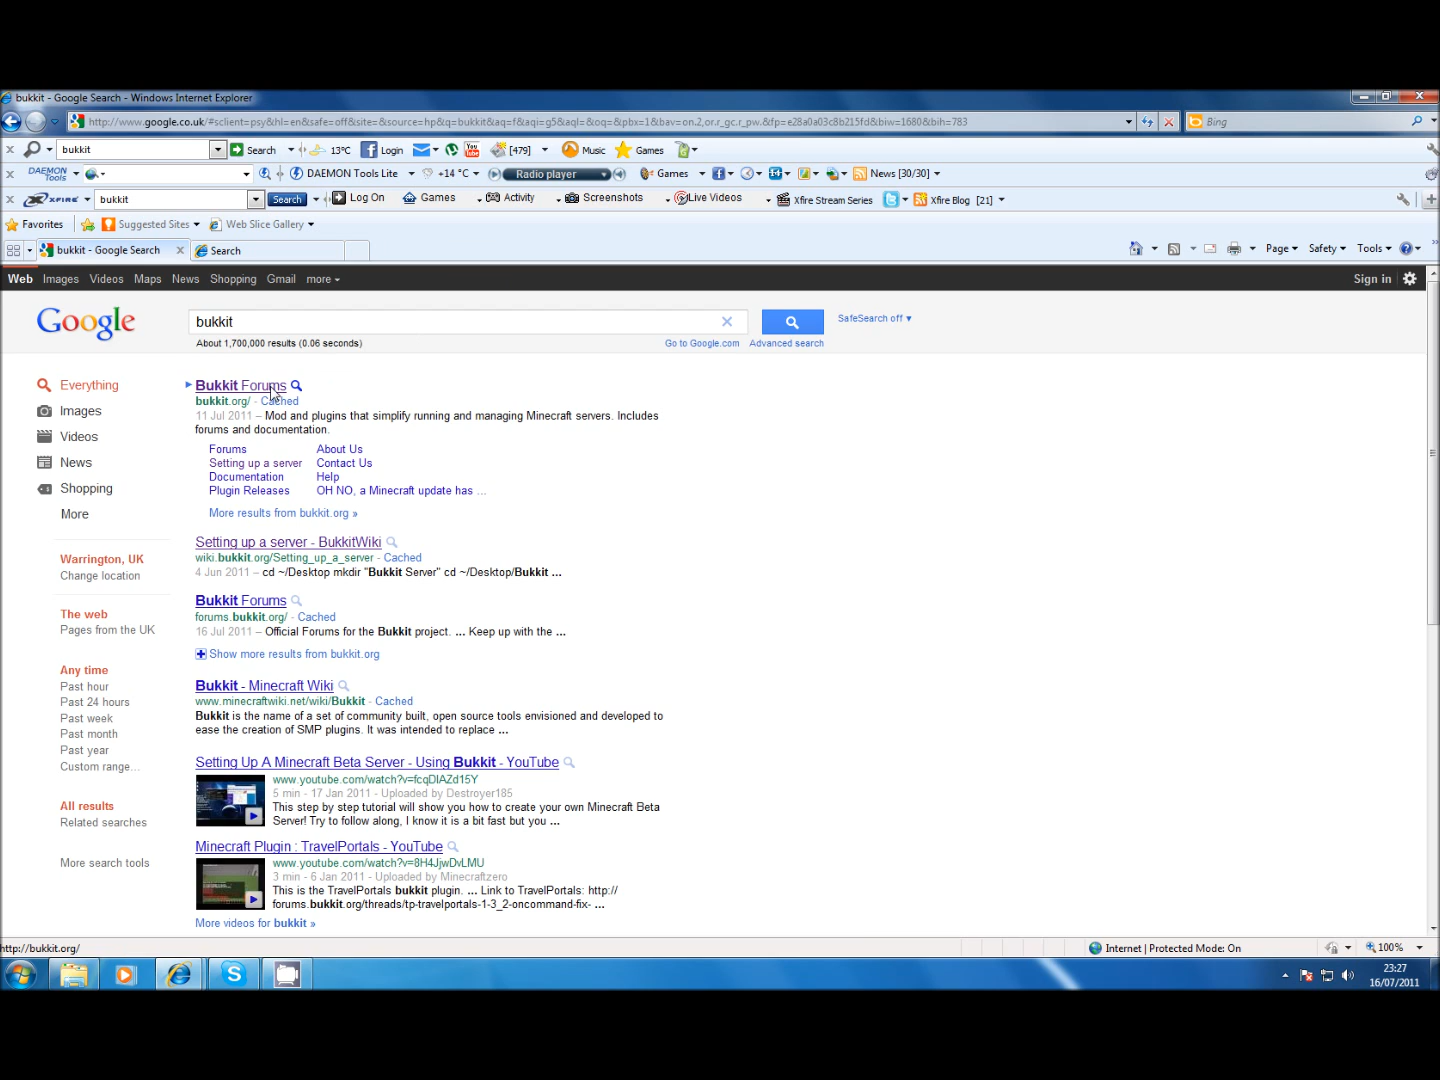 bukkit - Google Search - Windows Internet Explorer
http://www.google.co.uk/#sclient=psy&hl=en&safe=off&site=&source=hp&q=bukkit&aq=f&aqi=g5&aql=&oq=&pbx=1&bav=on.2,or.r_gc.r_pw.&fp=e28a0a03c8b215fd&biw=1680&bih=783
Bing
x bukkit Search 13°C Login You Tube [479] Music Games
x DAEMON Tools DAEMON Tools Lite +14 °C Radio player Games News [30/30]
x XFIRE bukkit Search Log On Games Activity Screenshots Live Videos Xfire Stream Series Xfire Blog [21]
Favorites Suggested Sites Web Slice Gallery
bukkit - Google Search x Search Page Safety Tools
Web Images Videos Maps News Shopping Gmail more Sign in
Google
bukkit
SafeSearch off
About 1,700,000 results (0.06 seconds) Go to Google.com Advanced search
Everything
Images
Videos
News
Shopping
More
Warrington, UK
Change location
The web
Pages from the UK
Any time
Past hour
Past 24 hours
Past week
Past month
Past year
Custom range...
All results
Related searches
More search tools
Bukkit Forums
bukkit.org/ - Cached
11 Jul 2011 – Mod and plugins that simplify running and managing Minecraft servers. Includes
forums and documentation.
Forums About Us
Setting up a server Contact Us
Documentation Help
Plugin Releases OH NO, a Minecraft update has ...
More results from bukkit.org »
Setting up a server - BukkitWiki
wiki.bukkit.org/Setting_up_a_server - Cached
4 Jun 2011 – cd ~/Desktop mkdir "Bukkit Server" cd ~/Desktop/Bukkit ...
Bukkit Forums
forums.bukkit.org/ - Cached
16 Jul 2011 – Official Forums for the Bukkit project. ... Keep up with the ...
Show more results from bukkit.org
Bukkit - Minecraft Wiki
www.minecraftwiki.net/wiki/Bukkit - Cached
Bukkit is the name of a set of community built, open source tools envisioned and developed to
ease the creation of SMP plugins. It was intended to replace ...
Setting Up A Minecraft Beta Server - Using Bukkit - YouTube
www.youtube.com/watch?v=fcqDIAZd15Y
5 min - 17 Jan 2011 - Uploaded by Destroyer185
This step by step tutorial will show you how to create your own Minecraft Beta
Server! Try to follow along, I know it is a bit fast but you ...
Minecraft Plugin : TravelPortals - YouTube
www.youtube.com/watch?v=8H4JjwDvLMU
3 min - 6 Jan 2011 - Uploaded by Minecraftzero
This is the TravelPortals bukkit plugin. ... Link to TravelPortals: http://
forums.bukkit.org/threads/tp-travelportals-1-3_2-oncommand-fix- ...
More videos for bukkit »
http://bukkit.org/ Internet | Protected Mode: On 100%
23:27
16/07/2011